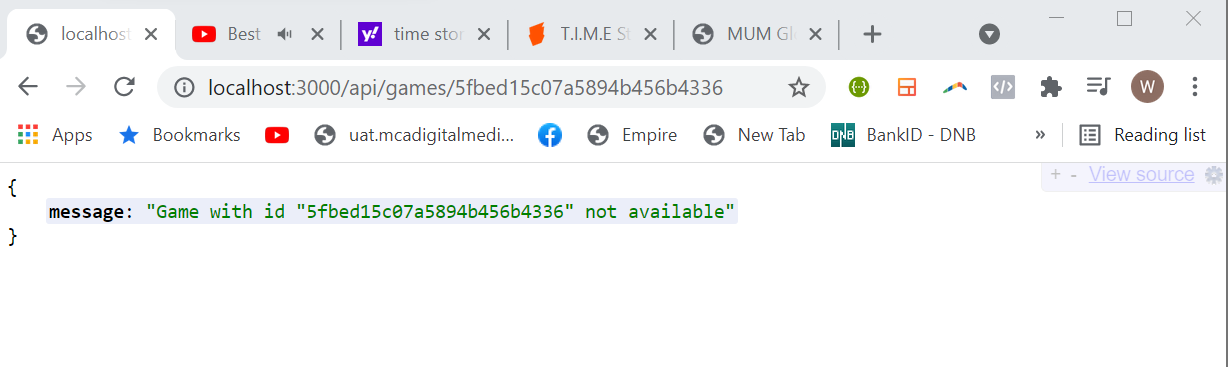 localhost Best time stor T.I.M.E St MUM Glo
localhost:3000/api/games/5fbed15c07a5894b456b4336 W
Apps Bookmarks uat.mcadigitalmedi... Empire New Tab DNB BankID - DNB » Reading list
+ - View source
{
message: "Game with id "5fbed15c07a5894b456b4336" not available"
}